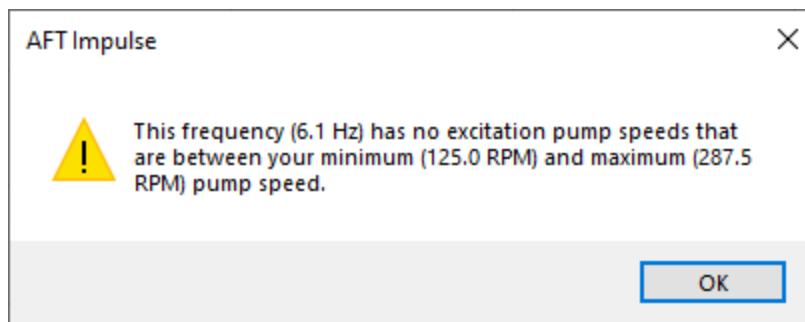 AFT Impulse
This frequency (6.1 Hz) has no excitation pump speeds that
are between your minimum (125.0 RPM) and maximum (287.5
RPM) pump speed.
OK